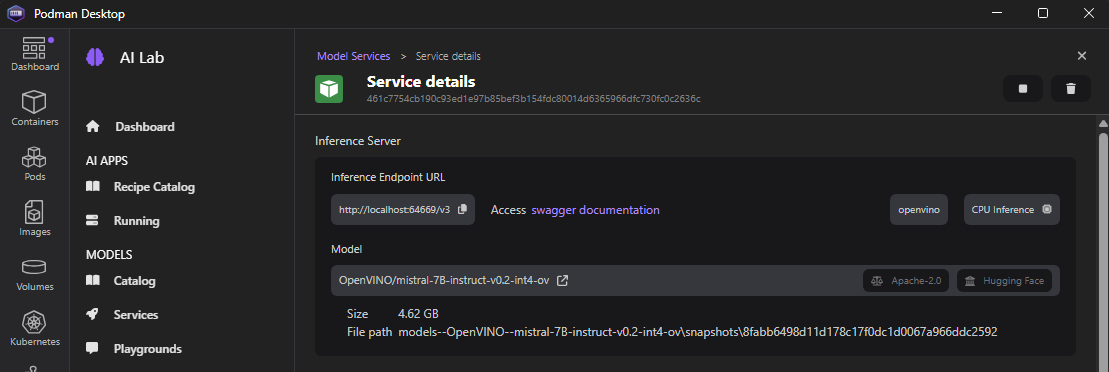 Podman Desktop
Dashboard
Containers
Pods
Images
Volumes
Kubernetes
AI Lab
Dashboard
AI APPS
Recipe Catalog
Running
MODELS
Catalog
Services
Playgrounds
Model Services > Service details
Service details
461c7754cb190c93ed1e97b85bef3b154fdc80014d6365966dfc730fc0c2636c
Inference Server
Inference Endpoint URL
http://localhost:64669/v3 Access swagger documentation openvino CPU Inference
Model
OpenVINO/mistral-7B-instruct-v0.2-int4-ov Apache-2.0 Hugging Face
Size 4.62 GB
File path models--OpenVINO--mistral-7B-instruct-v0.2-int4-ov\snapshots\8fabb6498d11d178c17f0dc1d0067a966ddc2592